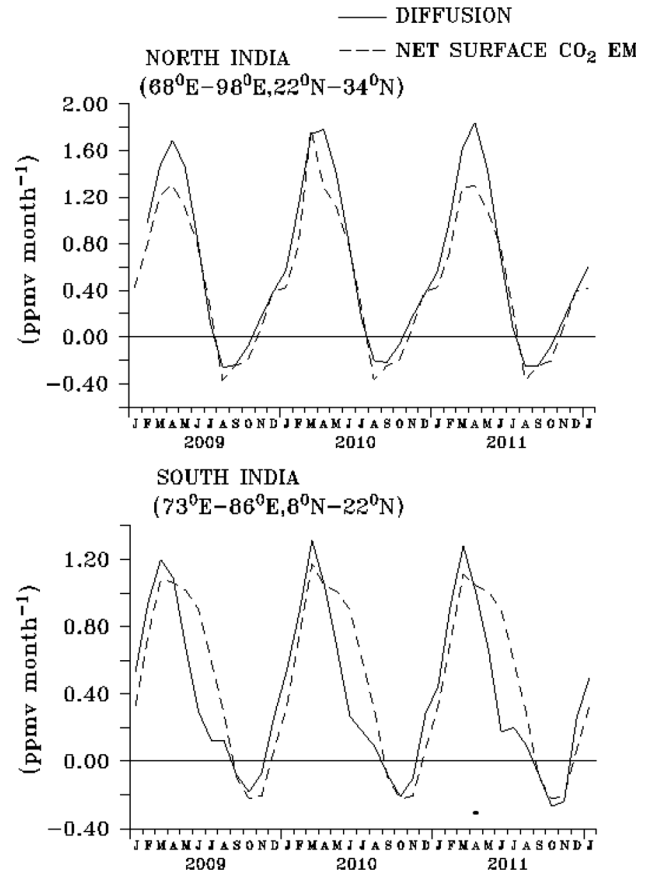 DIFFUSION
NET SURFACE CO₂ EM
NORTH INDIA
(68⁰E−98⁰E,22⁰N−34⁰N)
(ppmv month⁻¹)
2.00
1.60
1.20
0.80
0.40
0.00
−0.40
J F M A M J J A S O N D J F M A M J J A S O N D J F M A M J J A S O N D J
2009 2010 2011
SOUTH INDIA
(73⁰E−86⁰E,8⁰N−22⁰N)
(ppmv month⁻¹)
1.20
0.80
0.40
0.00
−0.40
J F M A M J J A S O N D J F M A M J J A S O N D J F M A M J J A S O N D J
2009 2010 2011